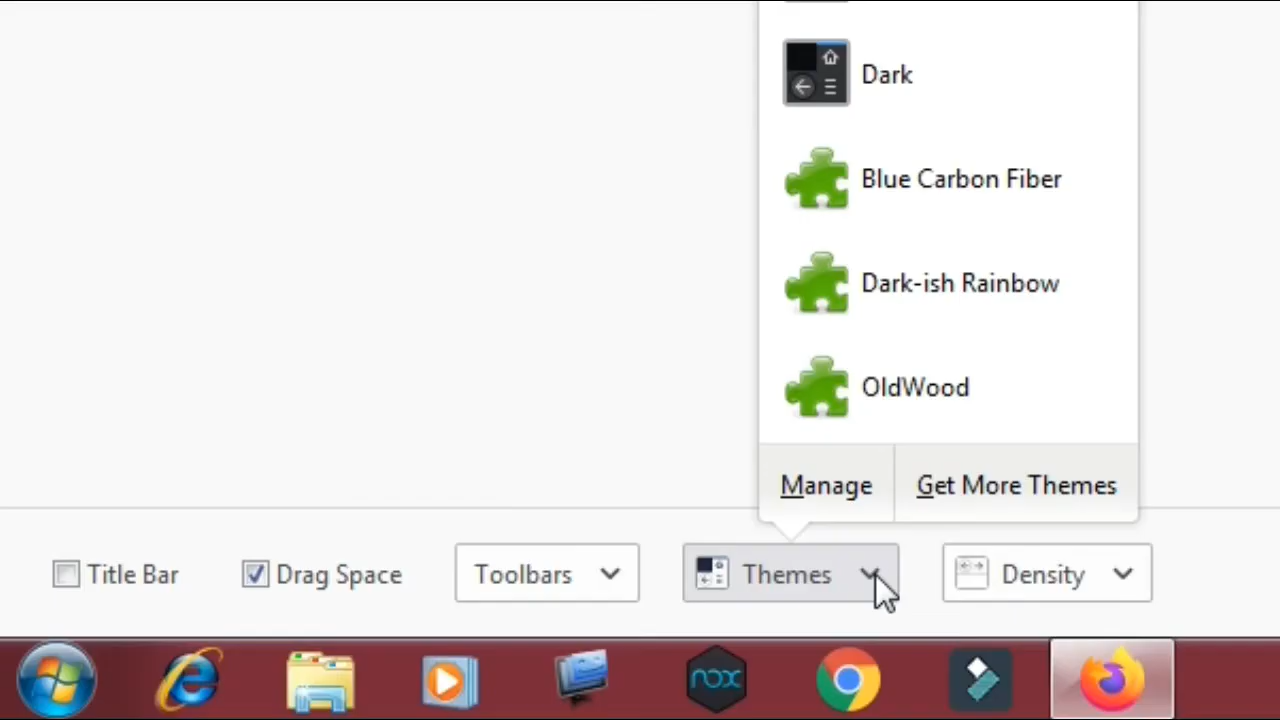 Dark
Blue Carbon Fiber
Dark-ish Rainbow
OldWood
Manage Get More Themes
Title Bar Drag Space Toolbars Themes Density
nox